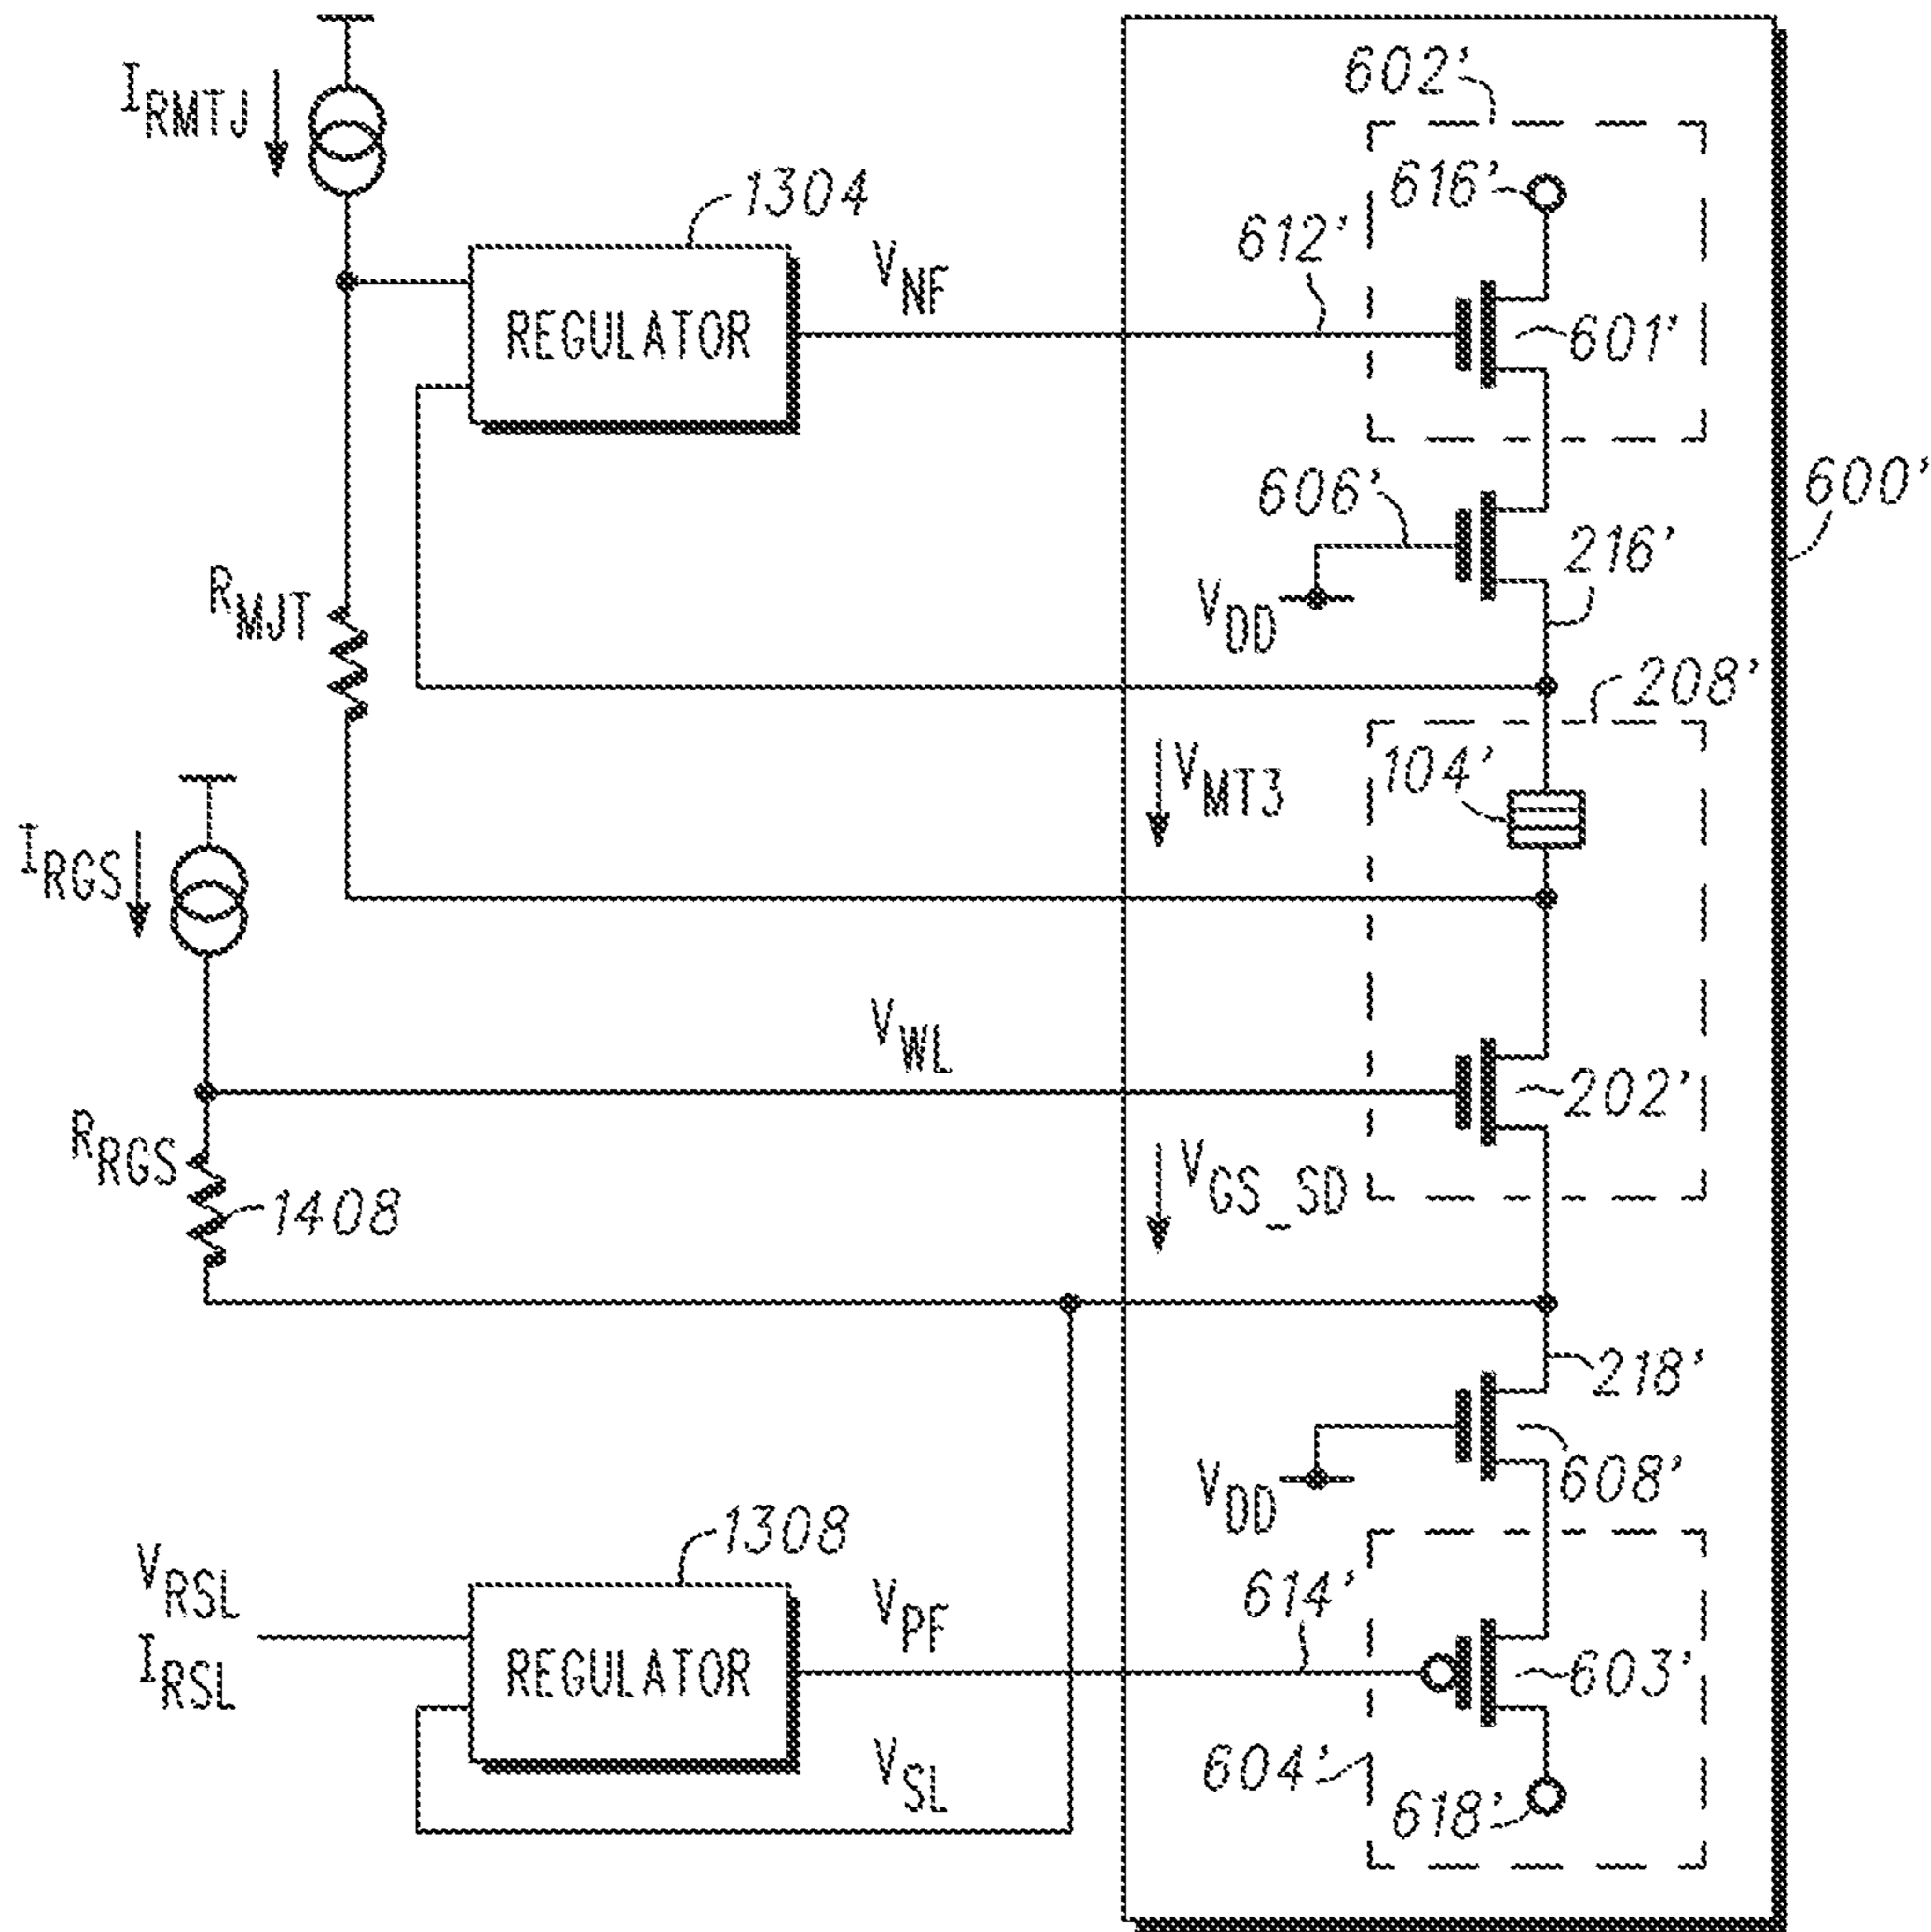 602'
I_RMTJ
616'
1304
612'
V_NF
REGULATOR
601'
600'
606'
216'
R_MJT
V_DD
208'
V_MT3
104'
I_RGS
V_WL
202'
R_RGS
V_GS_SD
1408
218'
V_DD
608'
1308
V_RSL
614'
V_PF
I_RSL
REGULATOR
603'
V_SL
604'
618'